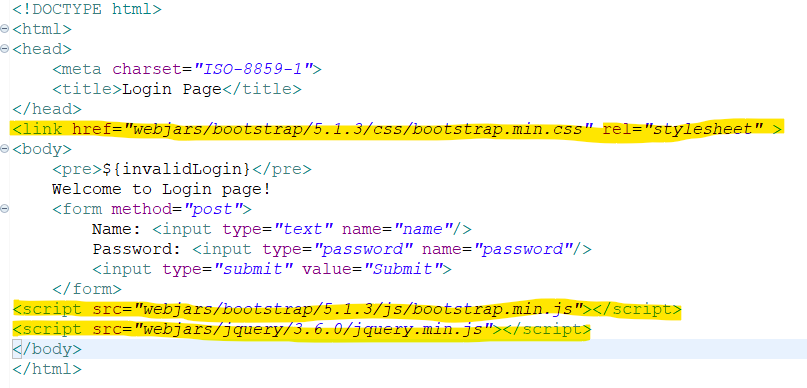 <!DOCTYPE html>
<html>
<head>
    <meta charset="ISO-8859-1">
    <title>Login Page</title>
</head>
<link href="webjars/bootstrap/5.1.3/css/bootstrap.min.css" rel="stylesheet" >
<body>
    <pre>${invalidLogin}</pre>
    Welcome to Login page!
    <form method="post">
        Name: <input type="text" name="name"/>
        Password: <input type="password" name="password"/>
        <input type="submit" value="Submit">
    </form>
<script src="webjars/bootstrap/5.1.3/js/bootstrap.min.js"></script>
<script src="webjars/jquery/3.6.0/jquery.min.js"></script>
</body>
</html>